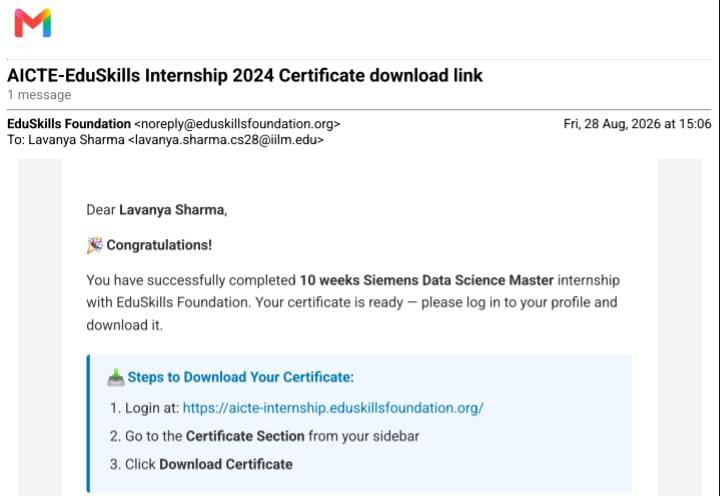 AICTE-EduSkills Internship 2024 Certificate download link
1 message
EduSkills Foundation <noreply@eduskillsfoundation.org> Fri, 28 Aug, 2026 at 15:06
To: Lavanya Sharma <lavanya.sharma.cs28@iilm.edu>
Dear Lavanya Sharma,
🎉 Congratulations!
You have successfully completed 10 weeks Siemens Data Science Master internship
with EduSkills Foundation. Your certificate is ready — please log in to your profile and
download it.
📥 Steps to Download Your Certificate:
1. Login at: https://aicte-internship.eduskillsfoundation.org/
2. Go to the Certificate Section from your sidebar
3. Click Download Certificate